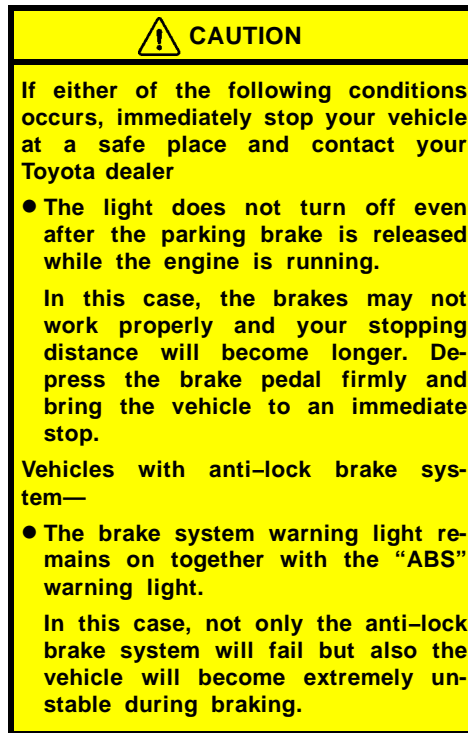 CAUTION
If either of the following conditions
occurs, immediately stop your vehicle
at a safe place and contact your
Toyota dealer
● The light does not turn off even
after the parking brake is released
while the engine is running.
In this case, the brakes may not
work properly and your stopping
distance will become longer. De-
press the brake pedal firmly and
bring the vehicle to an immediate
stop.
Vehicles with anti–lock brake sys-
tem—
● The brake system warning light re-
mains on together with the “ABS”
warning light.
In this case, not only the anti–lock
brake system will fail but also the
vehicle will become extremely un-
stable during braking.